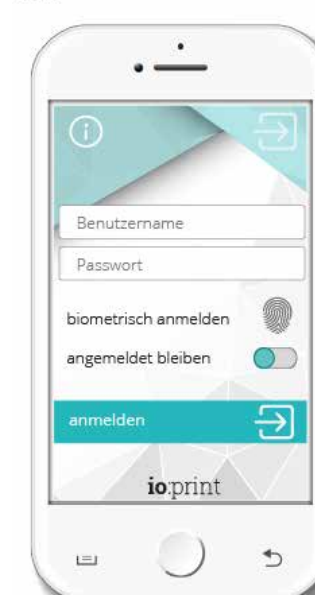 Benutzername
Passwort
biometrisch anmelden
angemeldet bleiben
anmelden
io:print